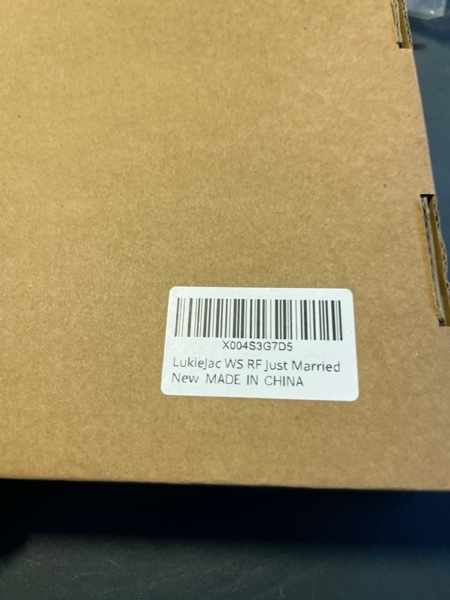 X004S3G7D5
LukieJac WS RF Just Married
New MADE IN CHINA